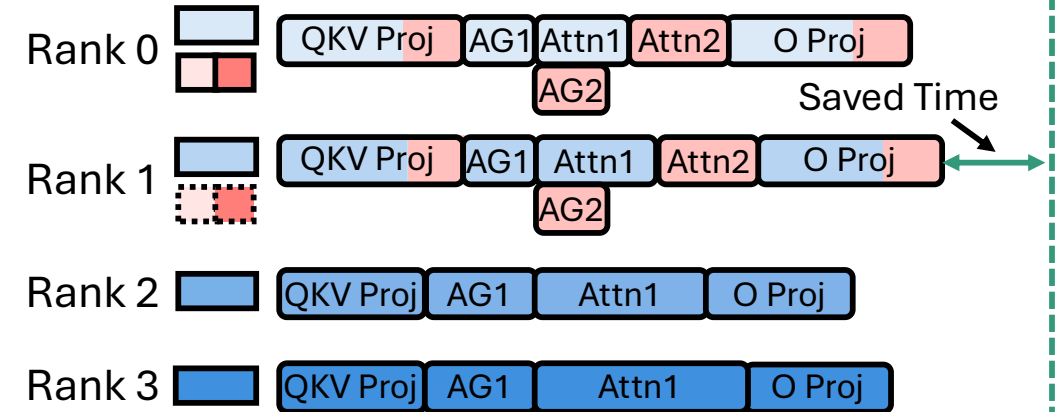 Rank 0
QKV Proj AG1 Attn1 Attn2 O Proj
AG2
Saved Time
Rank 1
QKV Proj AG1 Attn1 Attn2 O Proj
AG2
Rank 2
QKV Proj AG1 Attn1 O Proj
Rank 3
QKV Proj AG1 Attn1 O Proj